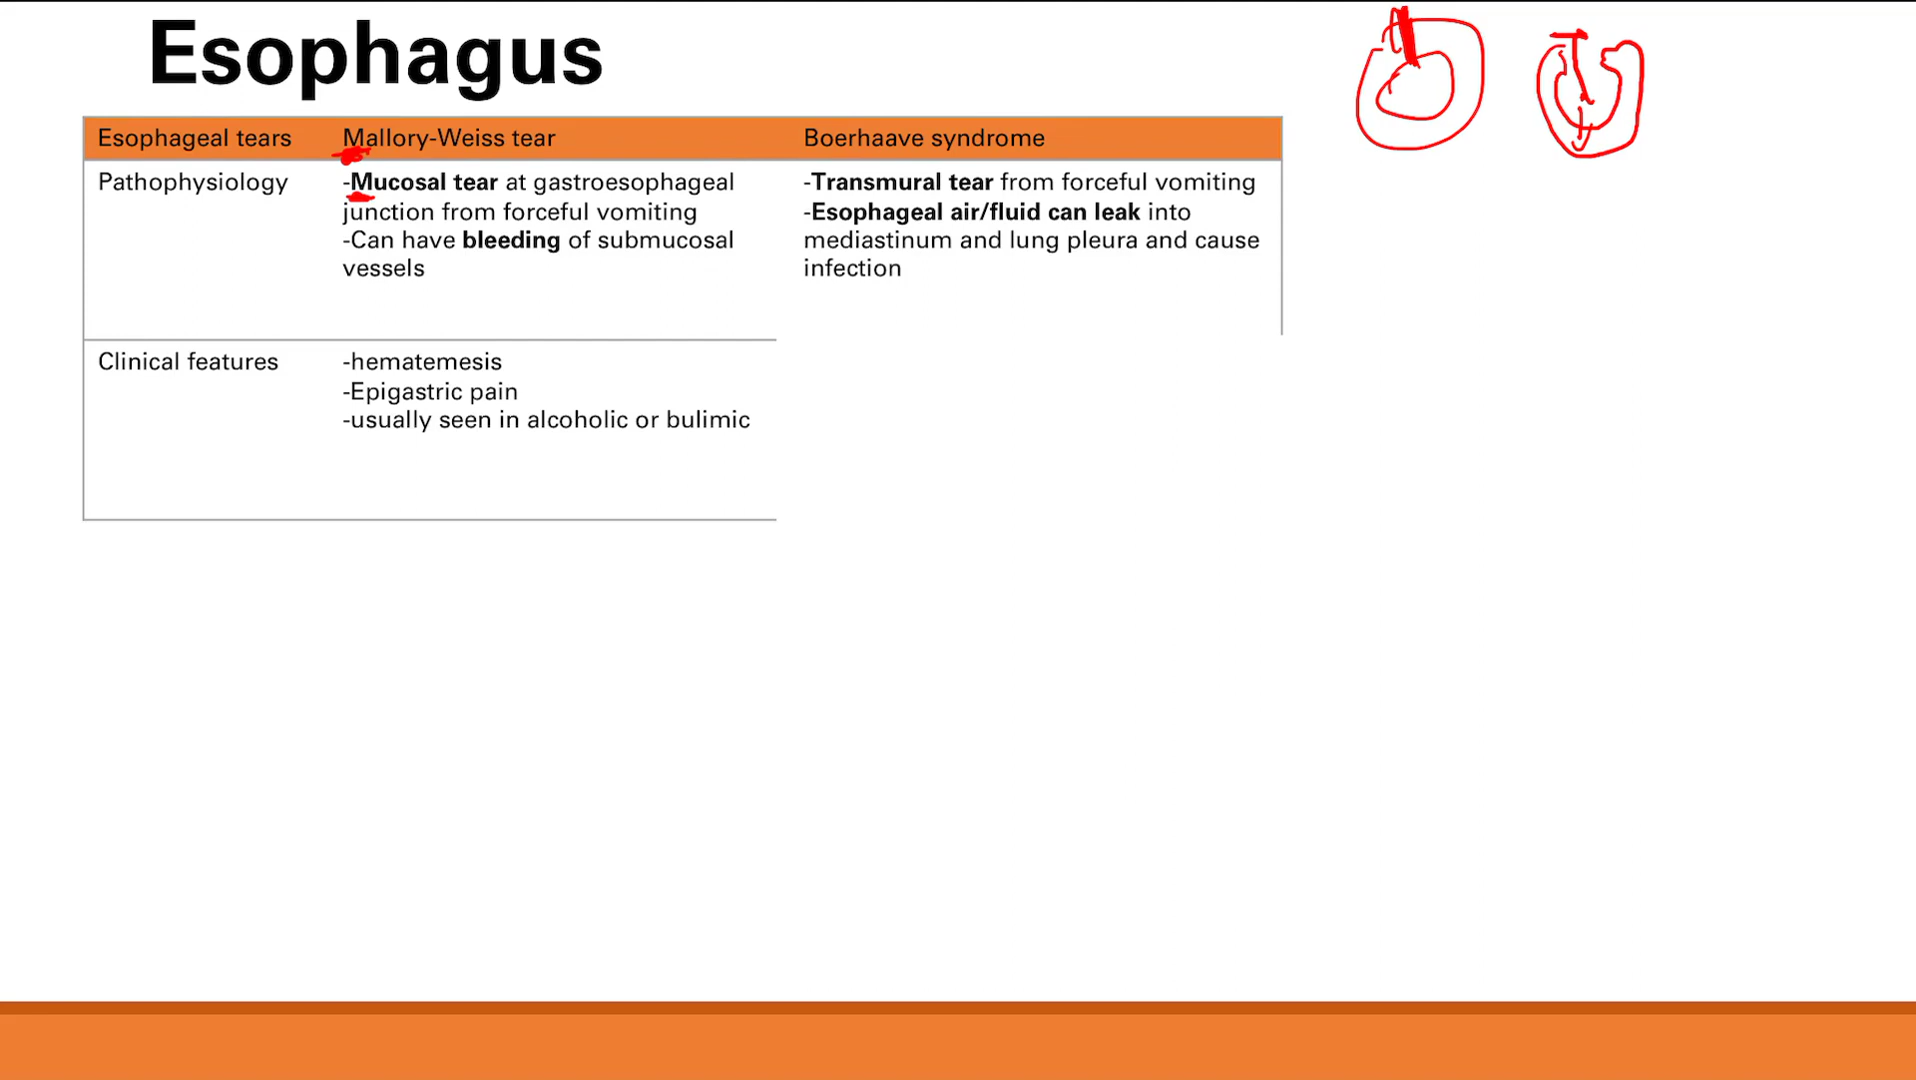 Esophagus
Esophageal tears
Mallory-Weiss tear
Boerhaave syndrome
Pathophysiology
-Mucosal tear at gastroesophageal
junction from forceful vomiting
-Can have bleeding of submucosal
vessels
-Transmural tear from forceful vomiting
-Esophageal air/fluid can leak into
mediastinum and lung pleura and cause
infection
Clinical features
-hematemesis
-Epigastric pain
-usually seen in alcoholic or bulimic